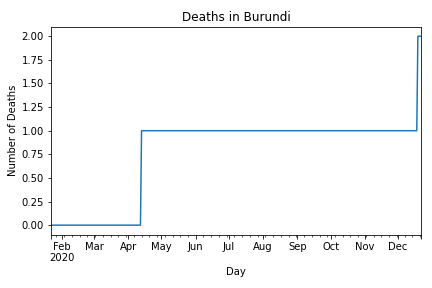 Deaths in Burundi
Number of Deaths
2.00
1.75
1.50
1.25
1.00
0.75
0.50
0.25
0.00
Feb Mar Apr May Jun Jul Aug Sep Oct Nov Dec
2020
Day